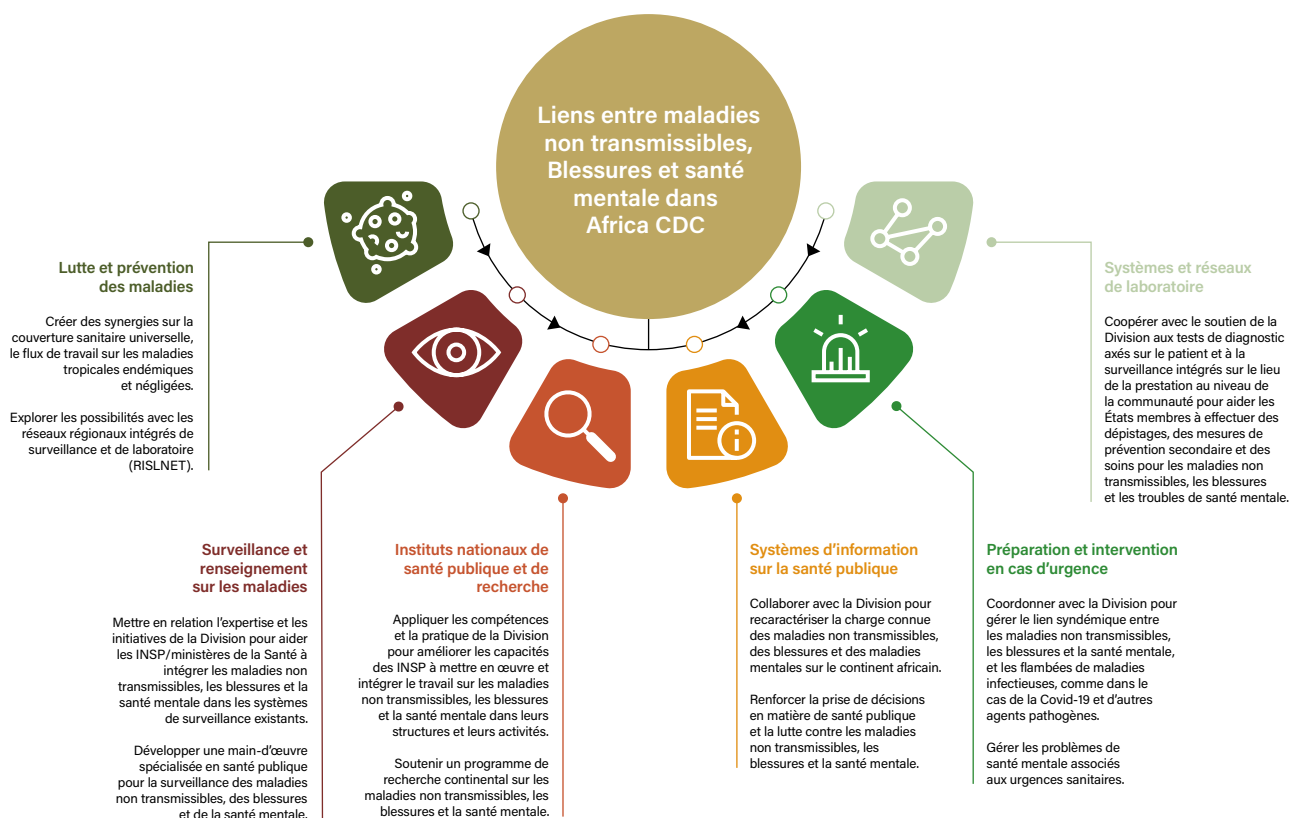 Liens entre maladies
non transmissibles,
Blessures et santé
mentale dans
Africa CDC
Lutte et prévention
des maladies
Créer des synergies sur la
couverture sanitaire universelle,
le flux de travail sur les maladies
tropicales endémiques
et négligées.
Explorer les possibilités avec les
réseaux régionaux intégrés de
surveillance et de laboratoire
(RISLNET).
Surveillance et
renseignement
sur les maladies
Mettre en relation l’expertise et les
initiatives de la Division pour aider
les INSP/ministères de la Santé à
intégrer les maladies non
transmissibles, les blessures et la
santé mentale dans les systèmes
de surveillance existants.
Développer une main-d’œuvre
spécialisée en santé publique
pour la surveillance des maladies
non transmissibles, des blessures
et de la santé mentale.
Instituts nationaux de
santé publique et de
recherche
Appliquer les compétences
et la pratique de la Division
pour améliorer les capacités
des INSP à mettre en œuvre et
intégrer le travail sur les maladies
non transmissibles, les blessures
et la santé mentale dans leurs
structures et leurs activités.
Soutenir un programme de
recherche continental sur les
maladies non transmissibles, les
blessures et la santé mentale.
Systèmes d’information
sur la santé publique
Collaborer avec la Division pour
recaractériser la charge connue
des maladies non transmissibles,
des blessures et des maladies
mentales sur le continent africain.
Renforcer la prise de décisions
en matière de santé publique
et la lutte contre les maladies
non transmissibles, les
blessures et la santé mentale.
Préparation et intervention
en cas d’urgence
Coordonner avec la Division pour
gérer le lien syndémique entre
les maladies non transmissibles,
les blessures et la santé mentale,
et les flambées de maladies
infectieuses, comme dans le
cas de la Covid-19 et d’autres
agents pathogènes.
Gérer les problèmes de
santé mentale associés
aux urgences sanitaires.
Systèmes et réseaux
de laboratoire
Coopérer avec le soutien de la
Division aux tests de diagnostic
axés sur le patient et à la
surveillance intégrés sur le lieu
de la prestation au niveau de
la communauté pour aider les
États membres à effectuer des
dépistages, des mesures de
prévention secondaire et des
soins pour les maladies non
transmissibles, les blessures
et les troubles de santé mentale.